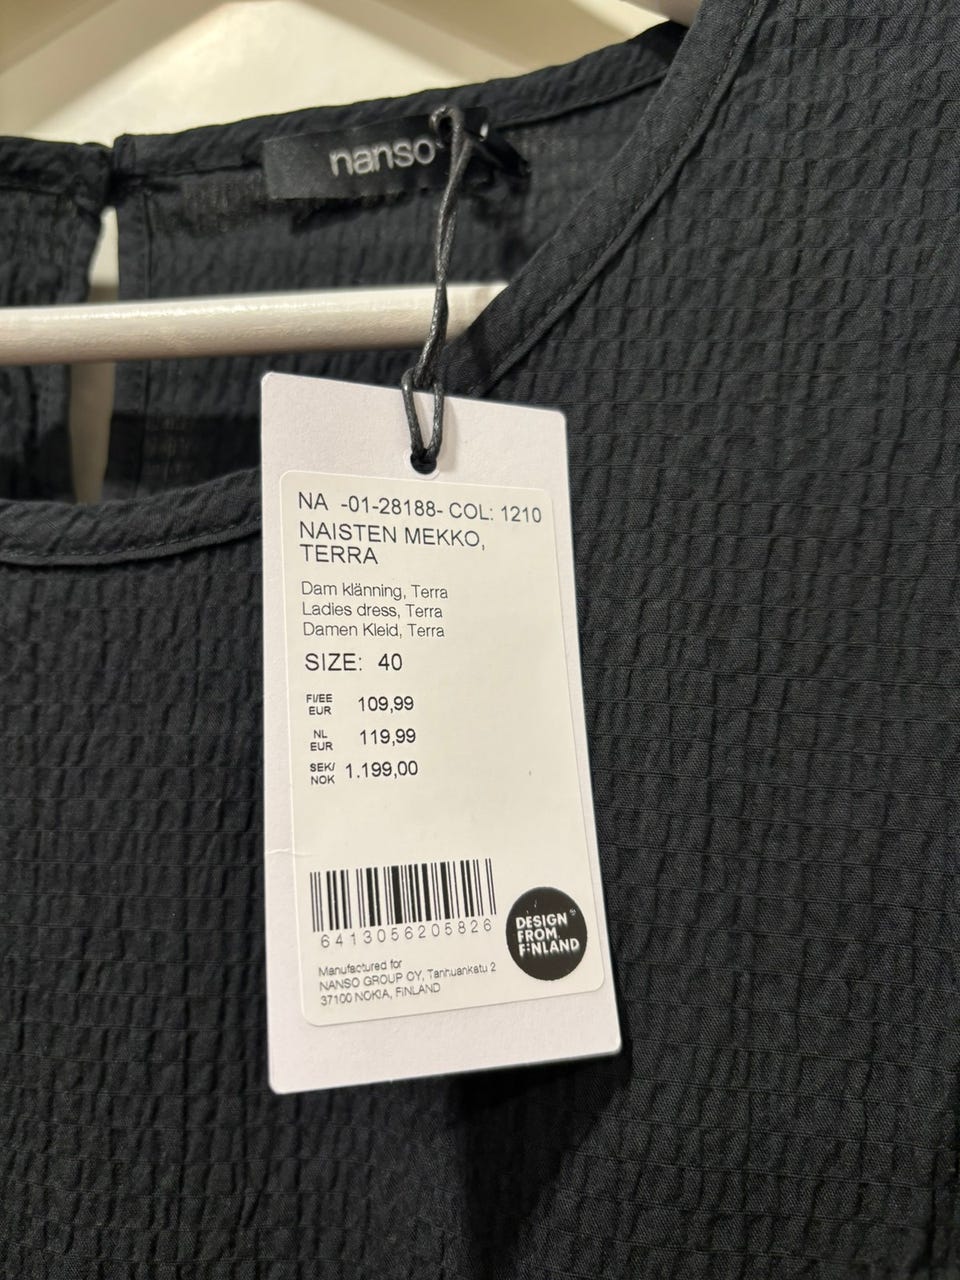 nanso
NA -01-28188- COL: 1210
NAISTEN MEKKO,
TERRA
Dam klänning, Terra
Ladies dress, Terra
Damen Kleid, Terra
SIZE: 40
FI/EE
EUR 109,99
NL
EUR 119,99
SEK/
NOK 1.199,00
6413056205826
DESIGN
FROM
FINLAND
Manufactured for
NANSO GROUP OY, Tanhuankatu 2
37100 NOKIA, FINLAND